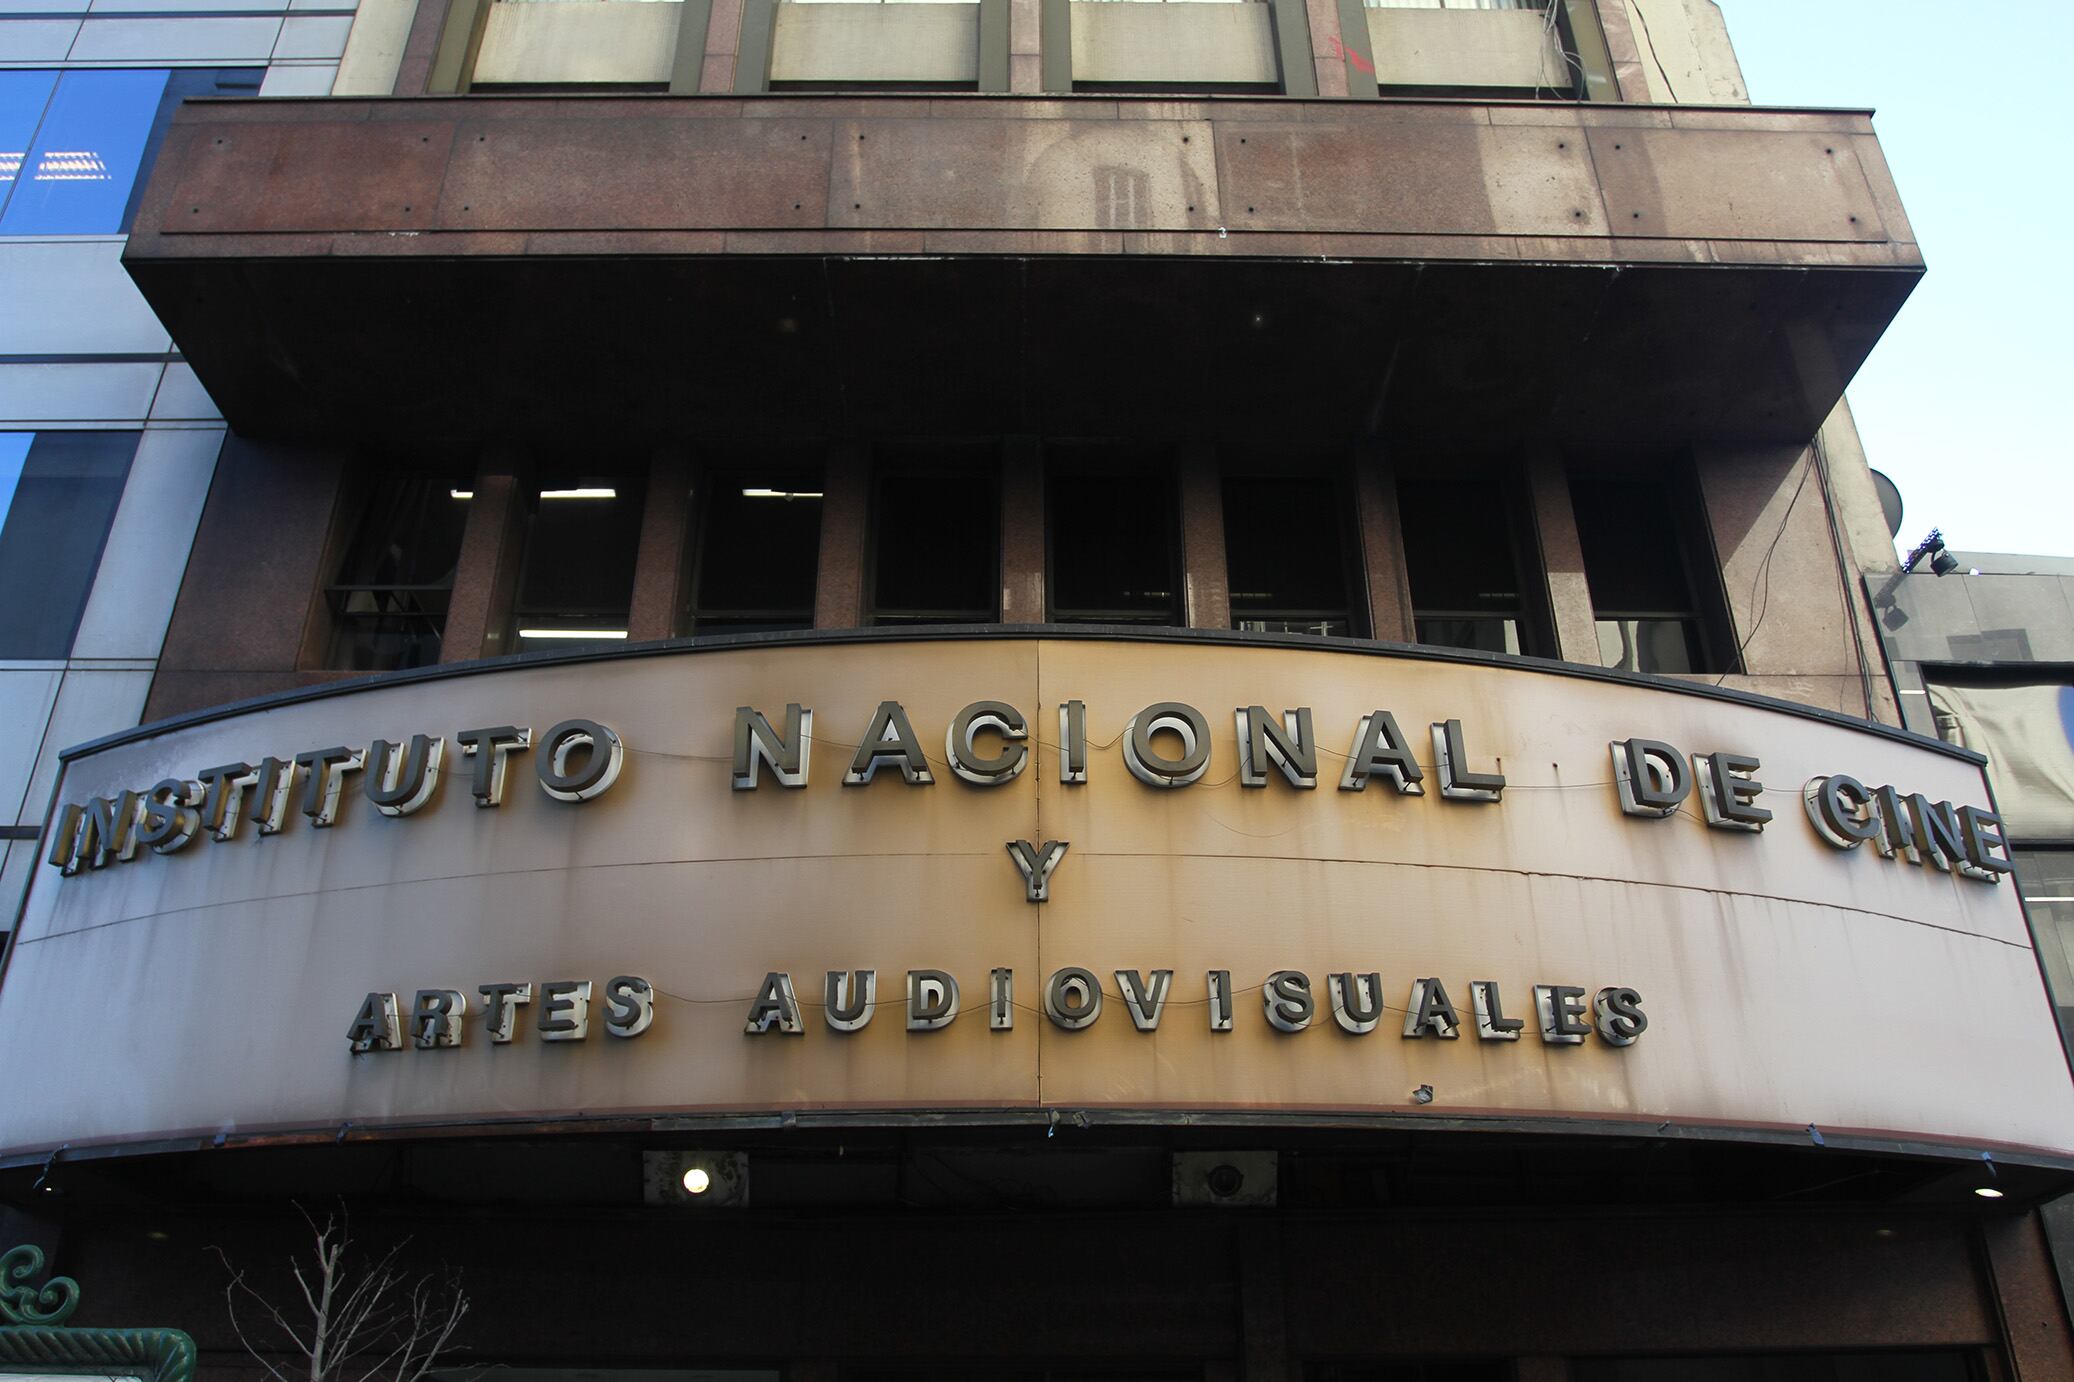 INSTITUTO NACIONAL DE CINE
Y
ARTES AUDIOVISUALES